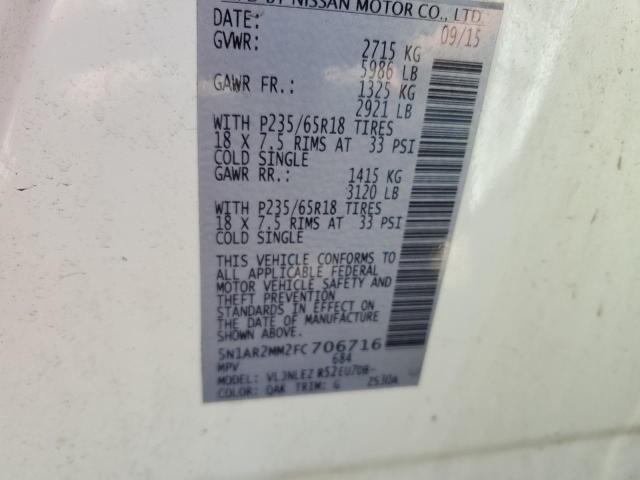 BY NISSAN MOTOR CO., LTD.
DATE: 09/15
GVWR: 2715 KG
5986 LB
GAWR FR.: 1325 KG
2921 LB
WITH P235/65R18 TIRES
18 X 7.5 RIMS AT 33 PSI
COLD SINGLE
GAWR RR.: 1415 KG
3120 LB
WITH P235/65R18 TIRES
18 X 7.5 RIMS AT 33 PSI
COLD SINGLE
THIS VEHICLE CONFORMS TO
ALL APPLICABLE FEDERAL
MOTOR VEHICLE SAFETY AND
THEFT PREVENTION
STANDARDS IN EFFECT ON
THE DATE OF MANUFACTURE
SHOWN ABOVE.
5N1AR2MM2FC706716
MPV 684
MODEL: VLJNLEZ R52EU7DB-
COLOR: QAK TRIM: G 2530A